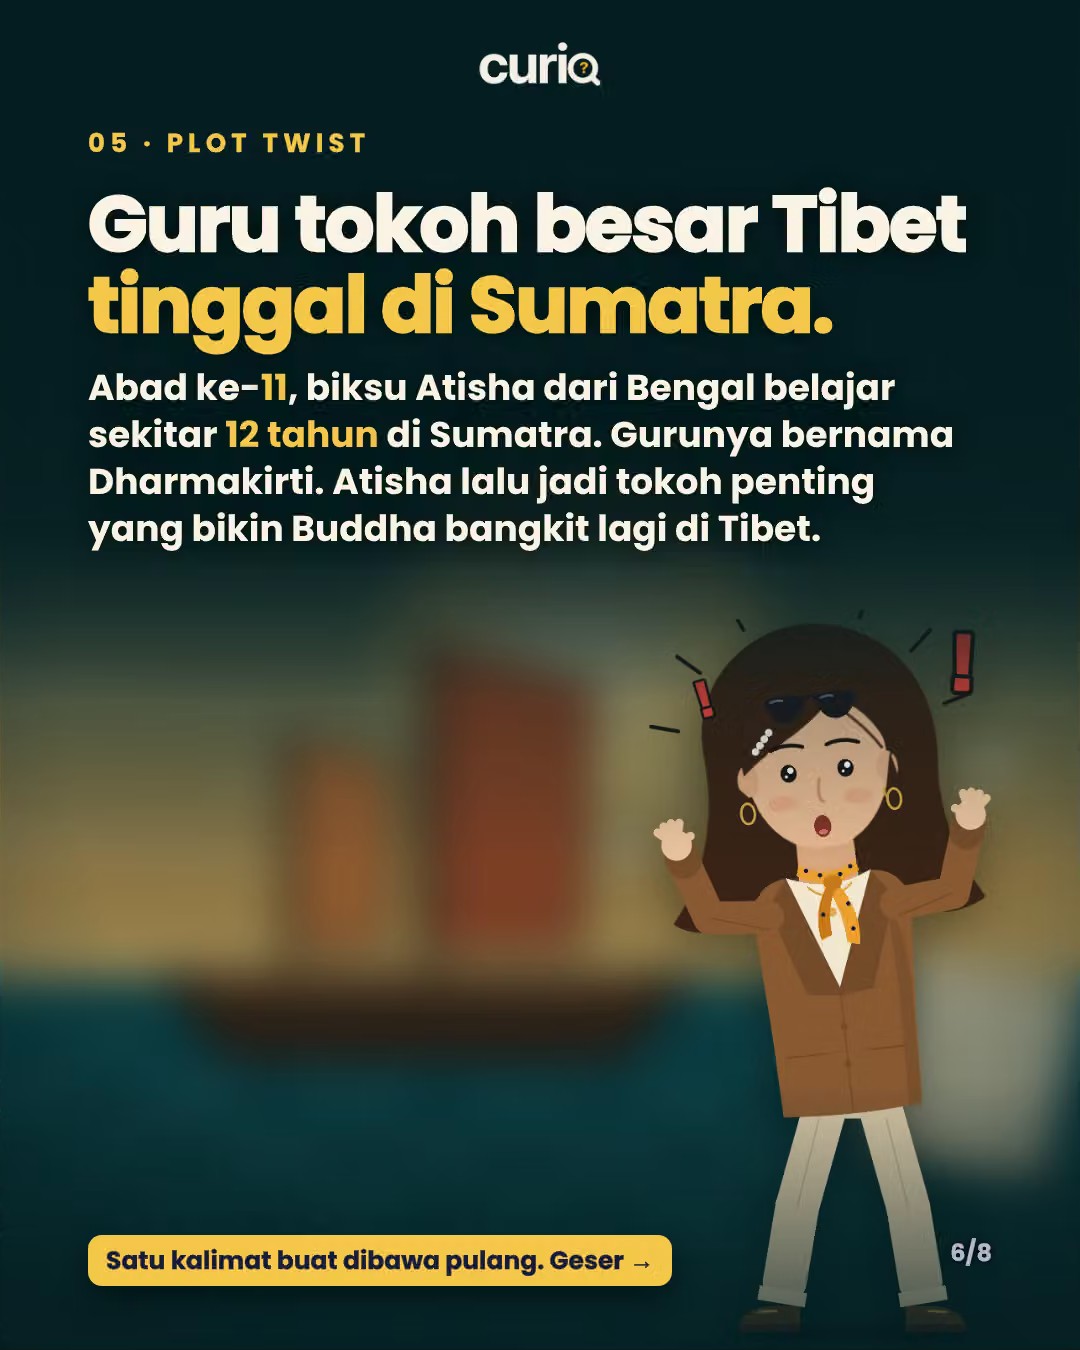 curio
05 · PLOT TWIST
Guru tokoh besar Tibet
tinggal di Sumatra.
Abad ke-11, biksu Atisha dari Bengal belajar
sekitar 12 tahun di Sumatra. Gurunya bernama
Dharmakirti. Atisha lalu jadi tokoh penting
yang bikin Buddha bangkit lagi di Tibet.
Satu kalimat buat dibawa pulang. Geser →
6/8